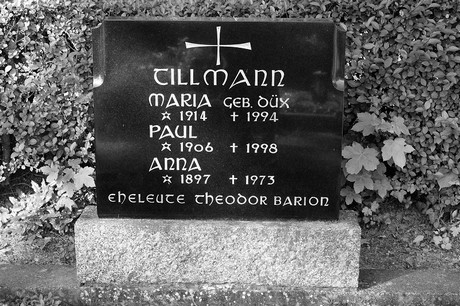 TILLMANN
MARIA GEB. DÜX
☆ 1914 † 1994
PAUL
☆ 1906 † 1998
ANNA
☆ 1897 † 1973
EHELEUTE THEODOR BARION